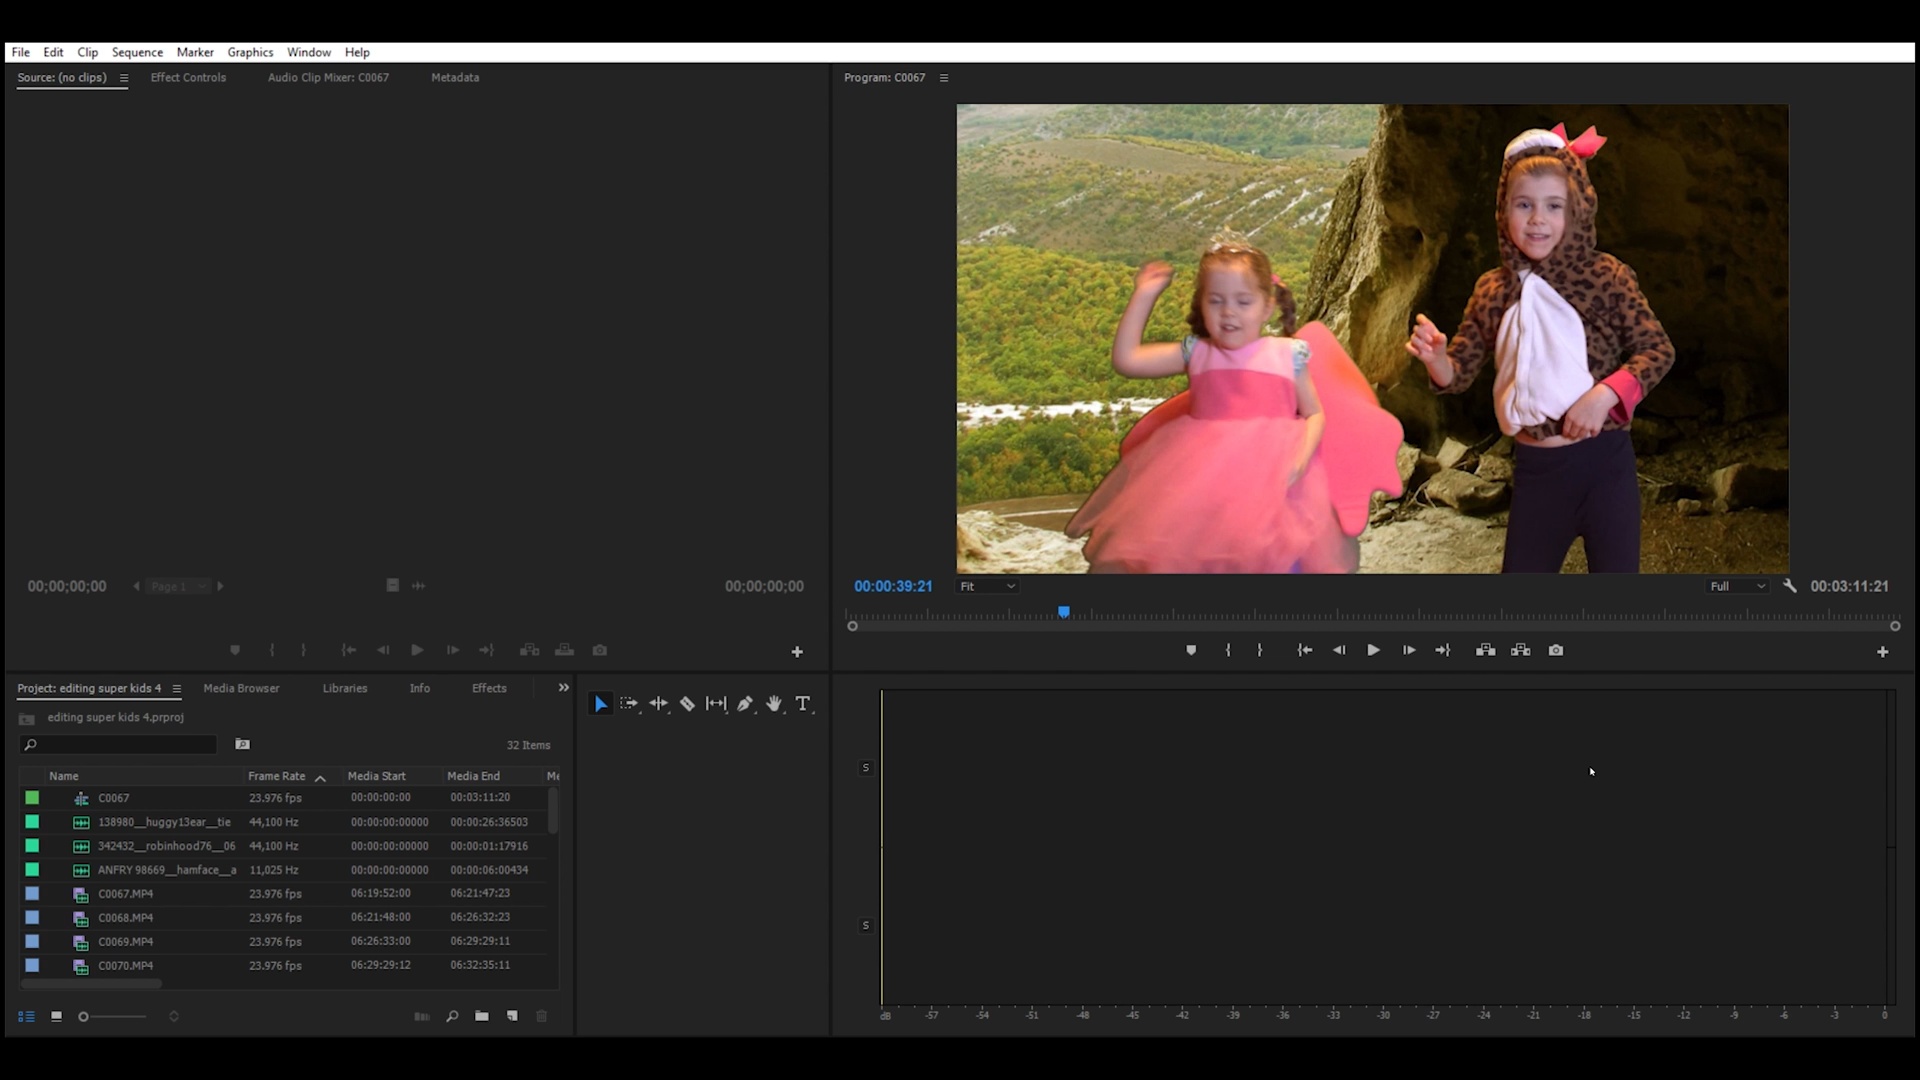 File Edit Clip Sequence Marker Graphics Window Help
Source: (no clips) Effect Controls Audio Clip Mixer: C0067 Metadata
Program: C0067
00;00;00;00 Page 1 00;00;00;00
00:00:39:21 Fit Full 00:03:11:21
Project: editing super kids 4 Media Browser Libraries Info Effects
editing super kids 4.prproj
32 Items
Name Frame Rate Media Start Media End Me
C0067 23.976 fps 00:00:00:00 00:03:11:20
138980__huggy13ear__tie 44,100 Hz 00:00:00:00000 00:00:26:36503
342432__robinhood76__06 44,100 Hz 00:00:00:00000 00:00:01:17916
ANFRY 98669__hamface__a 11,025 Hz 00:00:00:00000 00:00:06:00434
C0067.MP4 23.976 fps 06:19:52:00 06:21:47:23
C0068.MP4 23.976 fps 06:21:48:00 06:26:32:23
C0069.MP4 23.976 fps 06:26:33:00 06:29:29:11
C0070.MP4 23.976 fps 06:29:29:12 06:32:35:11
T
S
S
dB -57 -54 -51 -48 -45 -42 -39 -36 -33 -30 -27 -24 -21 -18 -15 -12 -9 -6 -3 0